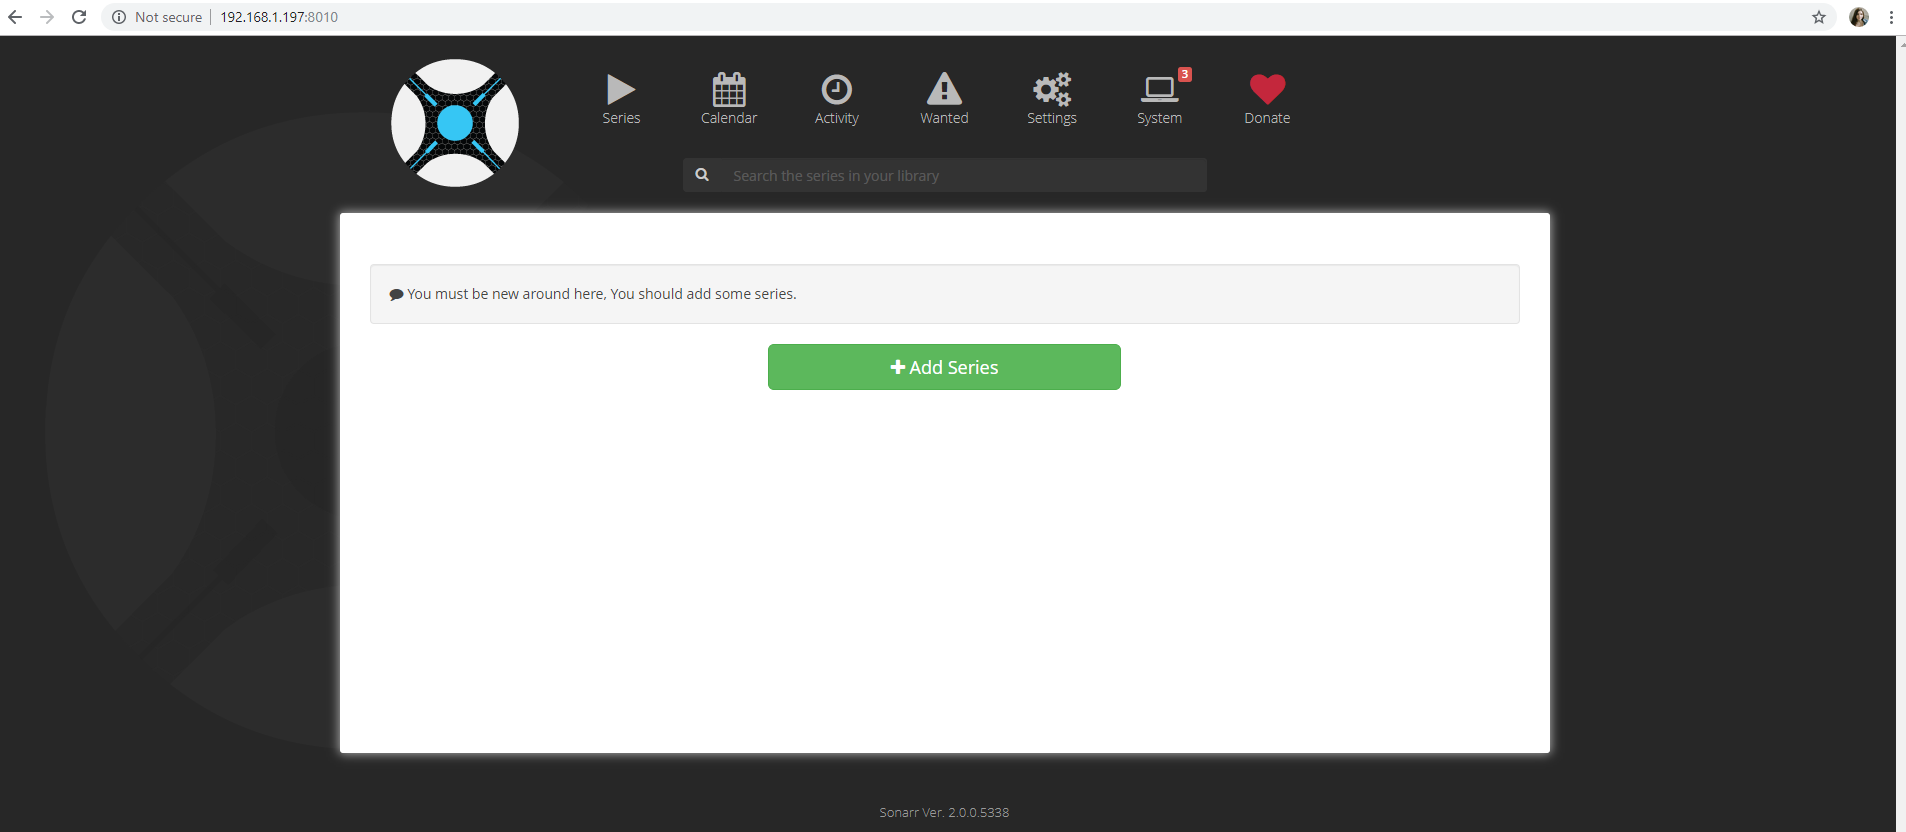 Not secure | 192.168.1.197:8010
3
Series Calendar Activity Wanted Settings System Donate
Search the series in your library
You must be new around here, You should add some series.
Add Series
Sonarr Ver. 2.0.0.5338